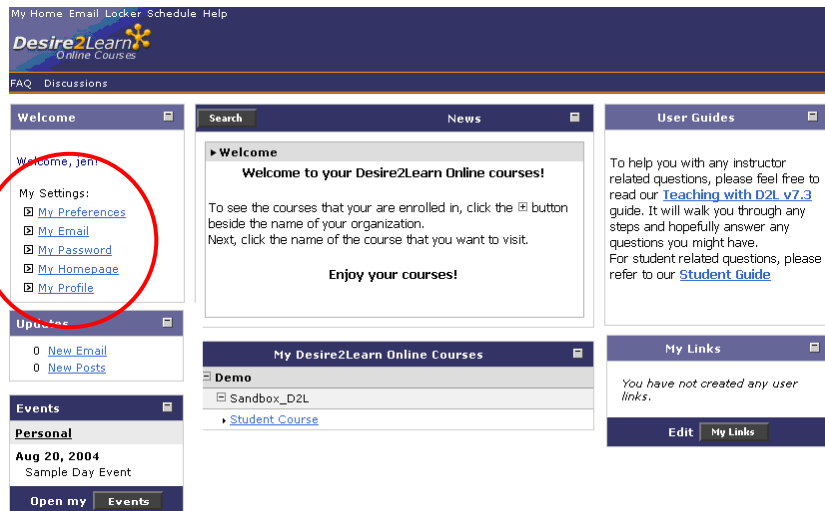 My Home Email Locker Schedule Help
Desire2Learn
Online Courses
FAQ Discussions
Welcome
Welcome, jen!
My Settings:
My Preferences
My Email
My Password
My Homepage
My Profile
Updates
0 New Email
0 New Posts
Events
Personal
Aug 20, 2004
Sample Day Event
Open my Events
Search News
Welcome
Welcome to your Desire2Learn Online courses!
To see the courses that your are enrolled in, click the ⊞ button
beside the name of your organization.
Next, click the name of the course that you want to visit.
Enjoy your courses!
My Desire2Learn Online Courses
Demo
Sandbox_D2L
Student Course
User Guides
To help you with any instructor
related questions, please feel free to
read our Teaching with D2L v7.3
guide. It will walk you through any
steps and hopefully answer any
questions you might have.
For student related questions, please
refer to our Student Guide
My Links
You have not created any user
links.
Edit My Links